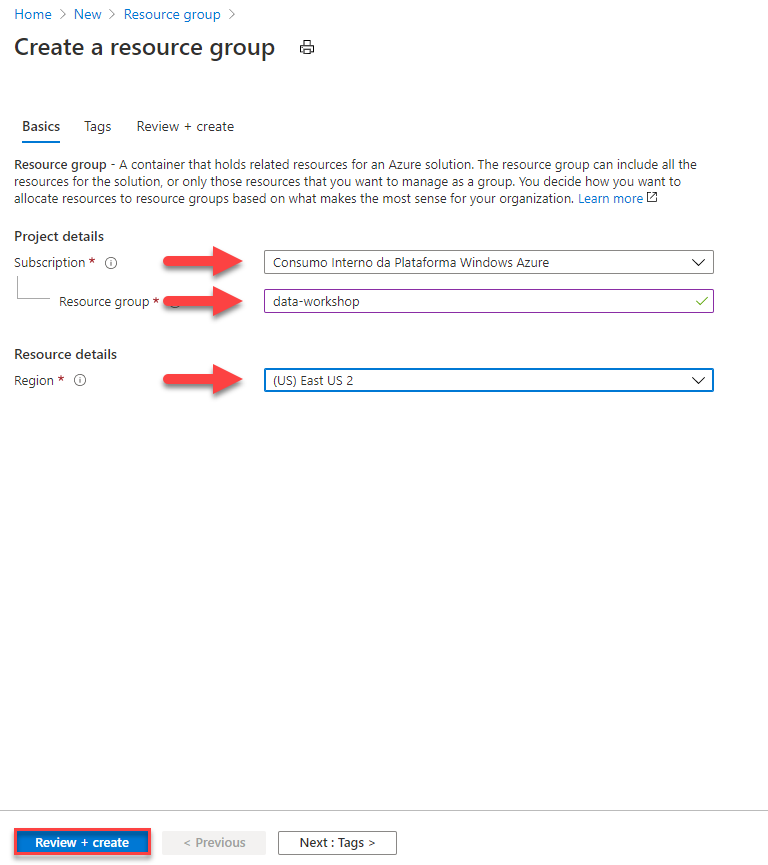 Home > New > Resource group >
Create a resource group
Basics Tags Review + create
Resource group - A container that holds related resources for an Azure solution. The resource group can include all the
resources for the solution, or only those resources that you want to manage as a group. You decide how you want to
allocate resources to resource groups based on what makes the most sense for your organization. Learn more
Project details
Subscription * Consumo Interno da Plataforma Windows Azure
Resource group * data-workshop
Resource details
Region * (US) East US 2
Review + create < Previous Next : Tags >